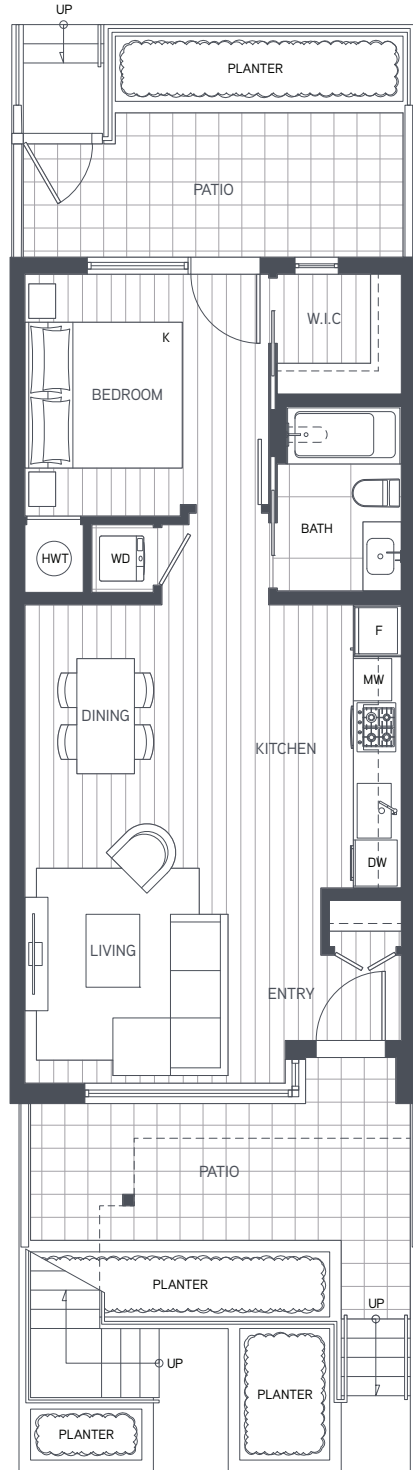 UP
PLANTER
PATIO
W.I.C
K
BEDROOM
BATH
HWT
WD
F
MW
DINING
KITCHEN
DW
LIVING
ENTRY
PATIO
PLANTER
UP
UP
PLANTER
PLANTER